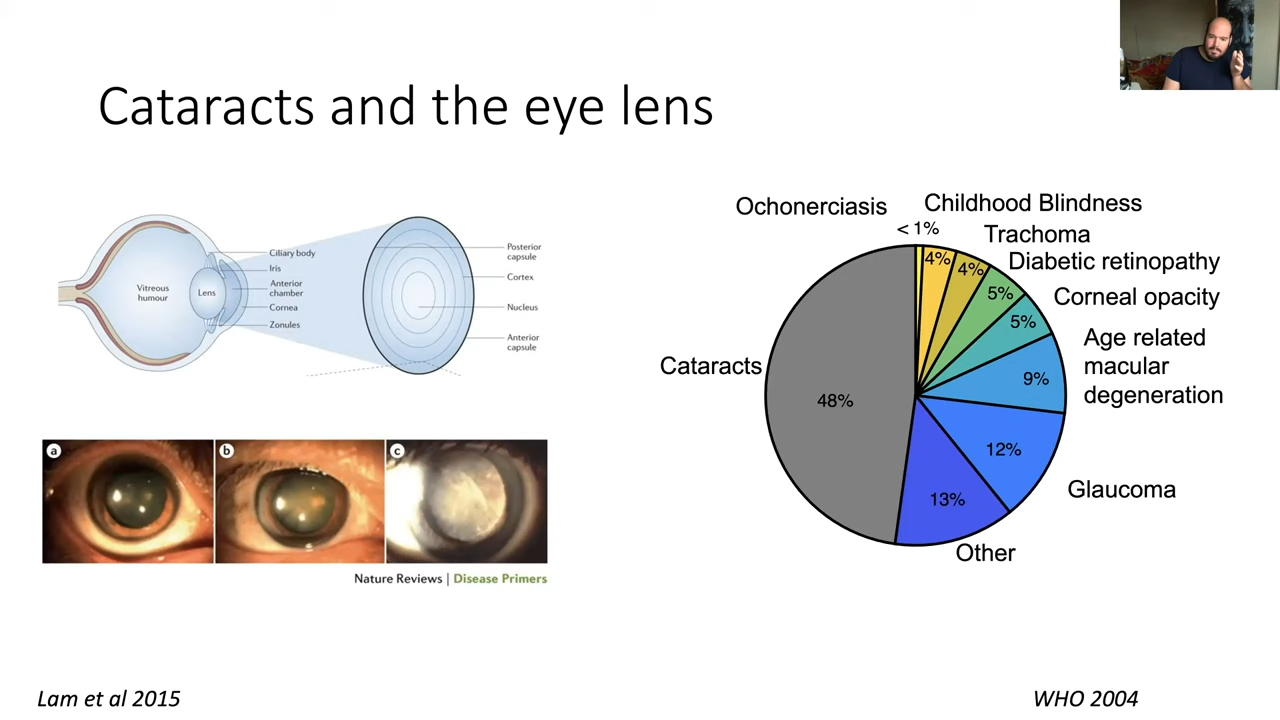 Cataracts and the eye lens
Vitreous
humour
Lens
Ciliary body
Iris
Anterior
chamber
Cornea
Zonules
Posterior
capsule
Cortex
Nucleus
Anterior
capsule
a
b
c
Nature Reviews | Disease Primers
Ochonerciasis
< 1%
Childhood Blindness
4%
Trachoma
4%
Diabetic retinopathy
5%
Corneal opacity
5%
Age related
macular
degeneration
9%
12%
Glaucoma
13%
Other
Cataracts
48%
Lam et al 2015
WHO 2004